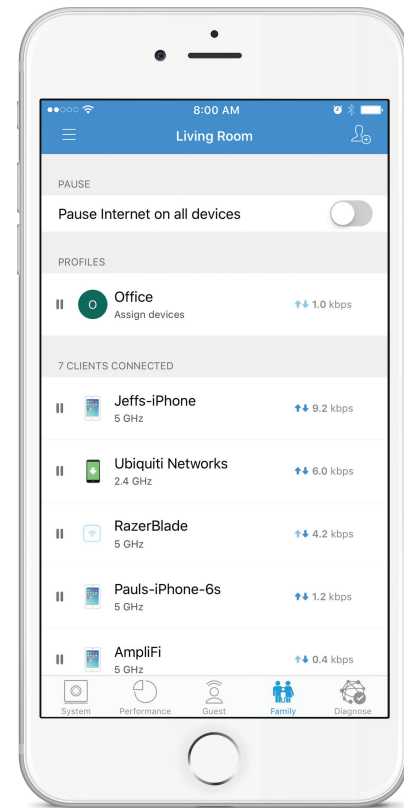 8:00 AM
Living Room
PAUSE
Pause Internet on all devices
PROFILES
O
Office
Assign devices
1.0 kbps
7 CLIENTS CONNECTED
Jeffs-iPhone
5 GHz
9.2 kbps
Ubiquiti Networks
2.4 GHz
6.0 kbps
RazerBlade
5 GHz
4.2 kbps
Pauls-iPhone-6s
5 GHz
1.2 kbps
AmpliFi
5 GHz
0.4 kbps
System Performance Guest Family Diagnose